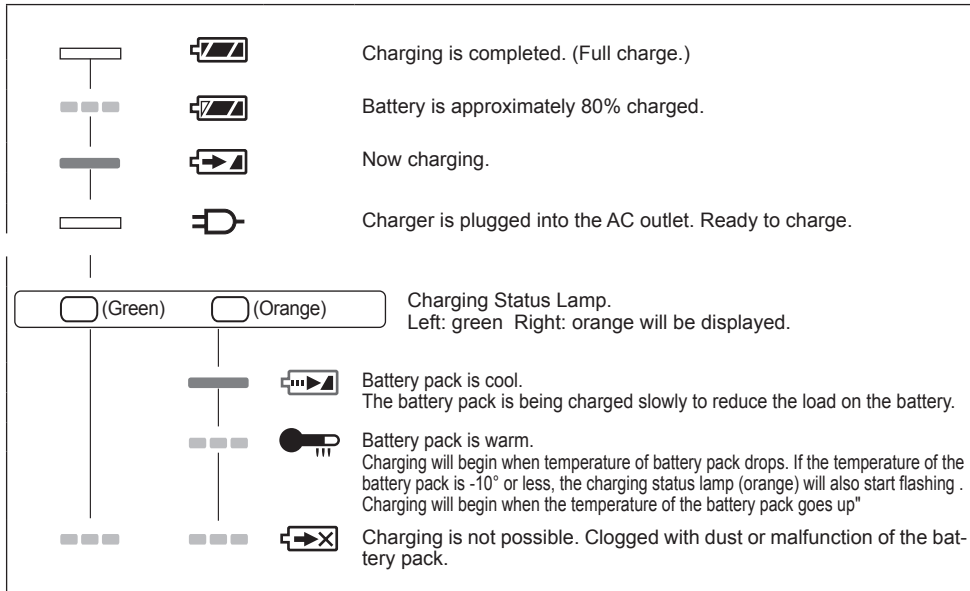 Charging is completed. (Full charge.)
Battery is approximately 80% charged.
Now charging.
Charger is plugged into the AC outlet. Ready to charge.
(Green) (Orange)
Charging Status Lamp.
Left: green Right: orange will be displayed.
Battery pack is cool.
The battery pack is being charged slowly to reduce the load on the battery.
Battery pack is warm.
Charging will begin when temperature of battery pack drops. If the temperature of the
battery pack is -10° or less, the charging status lamp (orange) will also start flashing .
Charging will begin when the temperature of the battery pack goes up"
Charging is not possible. Clogged with dust or malfunction of the bat-
tery pack.